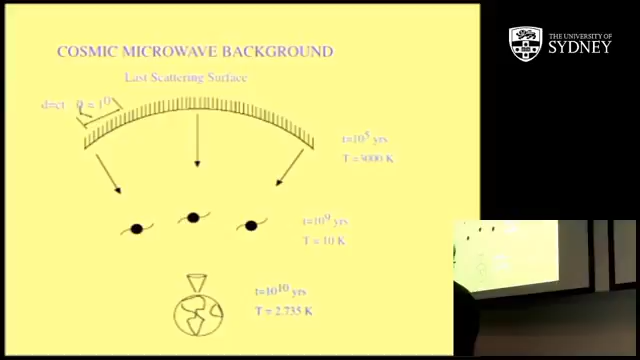 COSMIC MICROWAVE BACKGROUND
Last Scattering Surface
d=ct θ = 1⁰
t=10⁵ yrs
T =3000 K
t=10⁹ yrs
T = 10 K
t=10¹⁰ yrs
T = 2.735 K
THE UNIVERSITY OF
SYDNEY